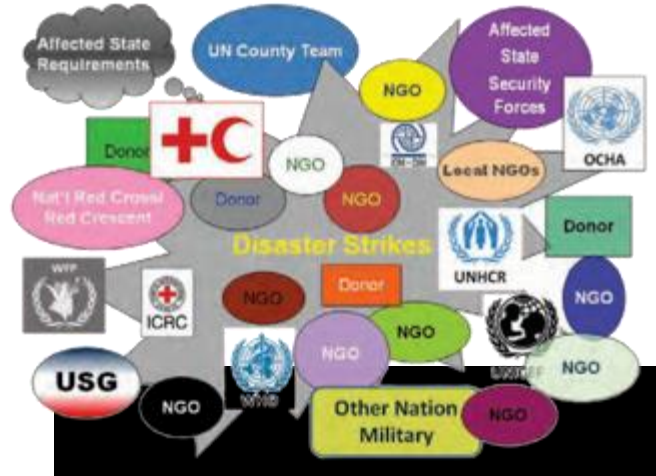 Affected State
Requirements
UN County Team
Affected
State
Security
Forces
NGO
Donor
NGO
Local NGOs
OCHA
Nat'l Red Cross/
Red Crescent
Donor
NGO
Donor
Disaster Strikes
UNHCR
WFP
ICRC
NGO
Donor
NGO
NGO
NGO
UNICEF
NGO
USG
NGO
WHO
Other Nation
Military
NGO